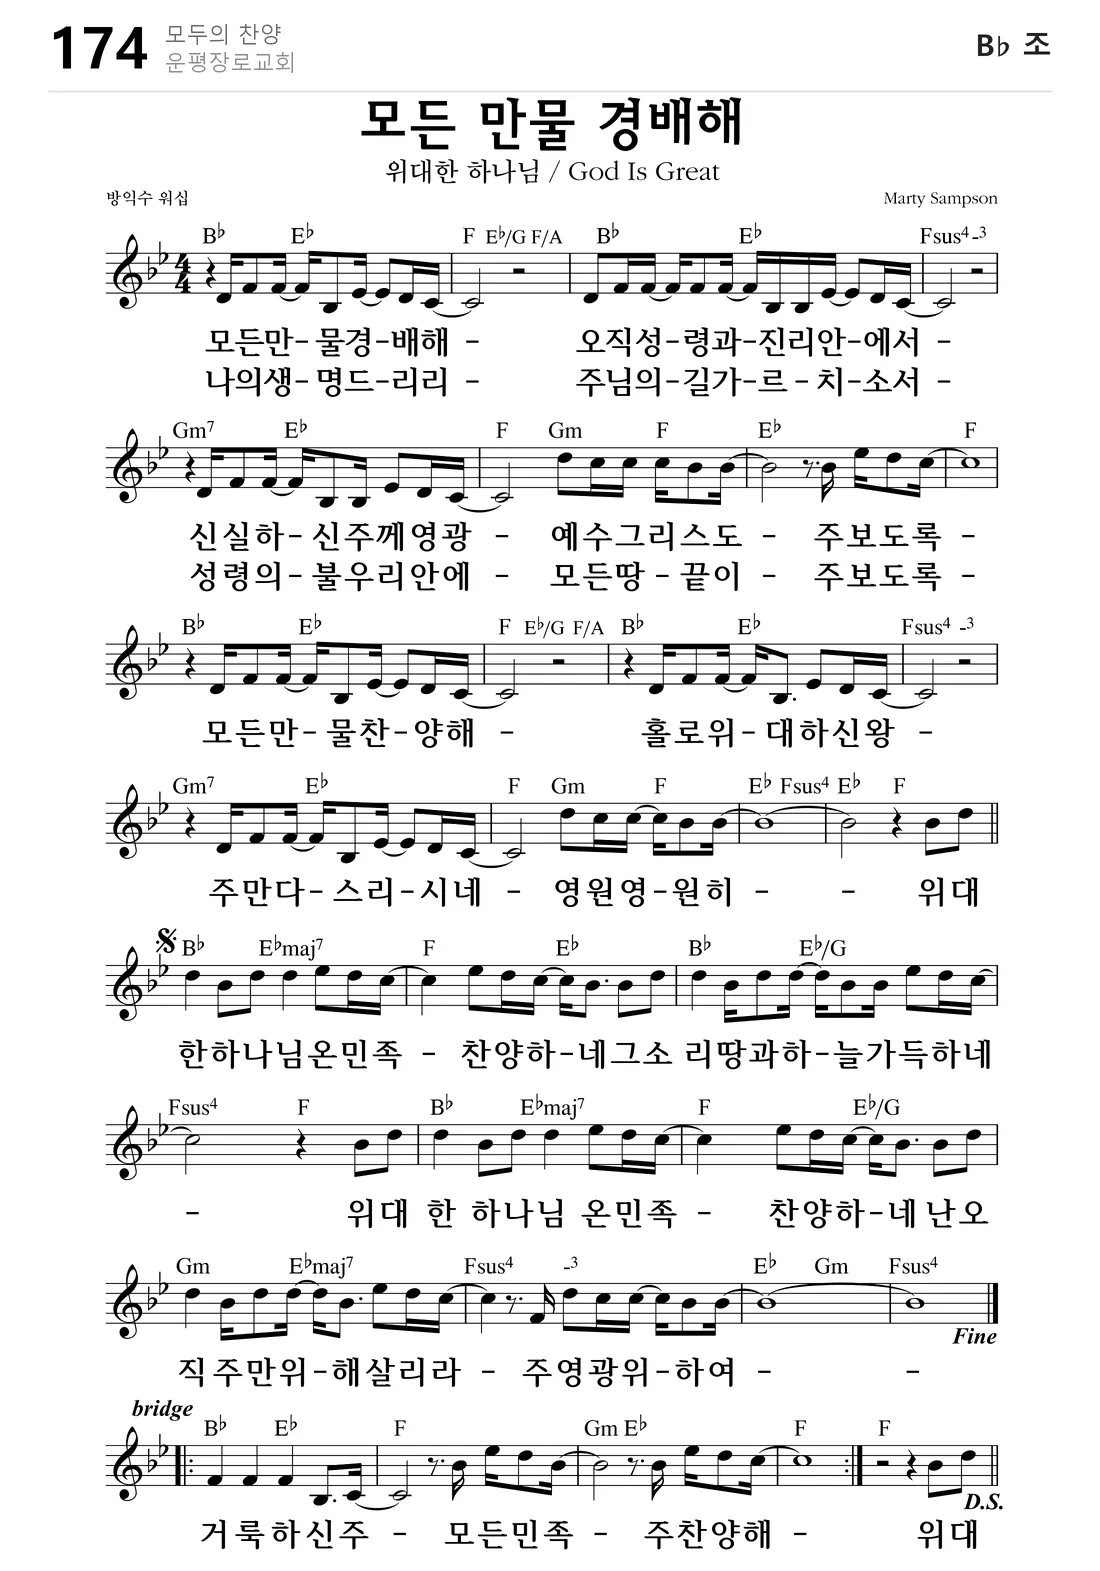 174 모두의 찬양
운평장로교회
B♭ 조
모든 만물 경배해
위대한 하나님 / God Is Great
방익수 워십 Marty Sampson
B♭ E♭ F E♭/G F/A B♭ E♭ Fsus4 -3
4/4
모든만- 물경-배해 - 오직성-령과-진리안-에서 -
나의생- 명드-리리 - 주님의-길가-르-치-소서 -
Gm7 E♭ F Gm F E♭ F
신실하- 신주께영광 - 예수그리스도 - 주보도록 -
성령의- 불우리안에 - 모든땅-끝이 - 주보도록 -
B♭ E♭ F E♭/G F/A B♭ E♭ Fsus4 -3
모든만- 물찬-양해 - 홀로위-대하신왕 -
Gm7 E♭ F Gm F E♭ Fsus4 E♭ F
주만다-스리-시네 - 영원영-원히 - - 위대
B♭ E♭maj7 F E♭ B♭ E♭/G
한하나님온민족 - 찬양하-네그소 리땅과하-늘가득하네
Fsus4 F B♭ E♭maj7 F E♭/G
- 위대 한 하나님 온민족 - 찬양하-네난오
Gm E♭maj7 Fsus4 -3 E♭ Gm Fsus4
Fine
직주만위-해살리라 - 주영광위-하여 - -
bridge
B♭ E♭ F Gm E♭ F F
D.S.
거룩하신주 - 모든민족 - 주찬양해 - 위대